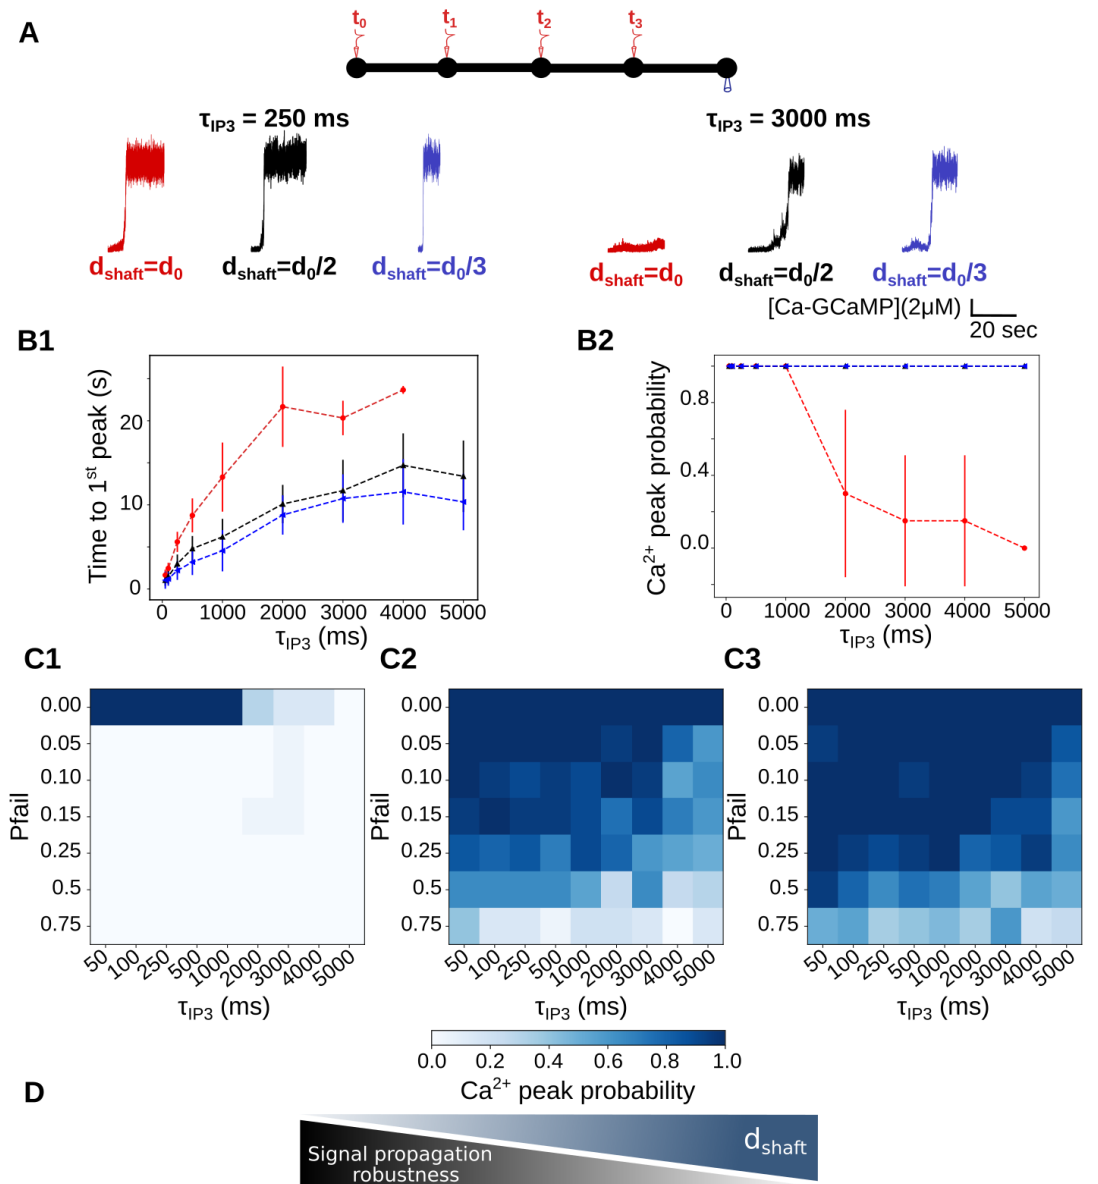 A
t0 t1 t2 t3
τIP3 = 250 ms
τIP3 = 3000 ms
dshaft=d0
dshaft=d0/2
dshaft=d0/3
dshaft=d0
dshaft=d0/2
dshaft=d0/3
[Ca-GCaMP](2μM)
20 sec
B1
Time to 1st peak (s)
20
10
0
0 1000 2000 3000 4000 5000
τIP3 (ms)
B2
Ca2+ peak probability
0.8
0.4
0.0
0 1000 2000 3000 4000 5000
τIP3 (ms)
C1
Pfail
0.00
0.05
0.10
0.15
0.25
0.5
0.75
50 100 250 500 1000 2000 3000 4000 5000
τIP3 (ms)
C2
Pfail
0.00
0.05
0.10
0.15
0.25
0.5
0.75
50 100 250 500 1000 2000 3000 4000 5000
τIP3 (ms)
C3
Pfail
0.00
0.05
0.10
0.15
0.25
0.5
0.75
50 100 250 500 1000 2000 3000 4000 5000
τIP3 (ms)
0.0 0.2 0.4 0.6 0.8 1.0
Ca2+ peak probability
D
dshaft
Signal propagation
robustness